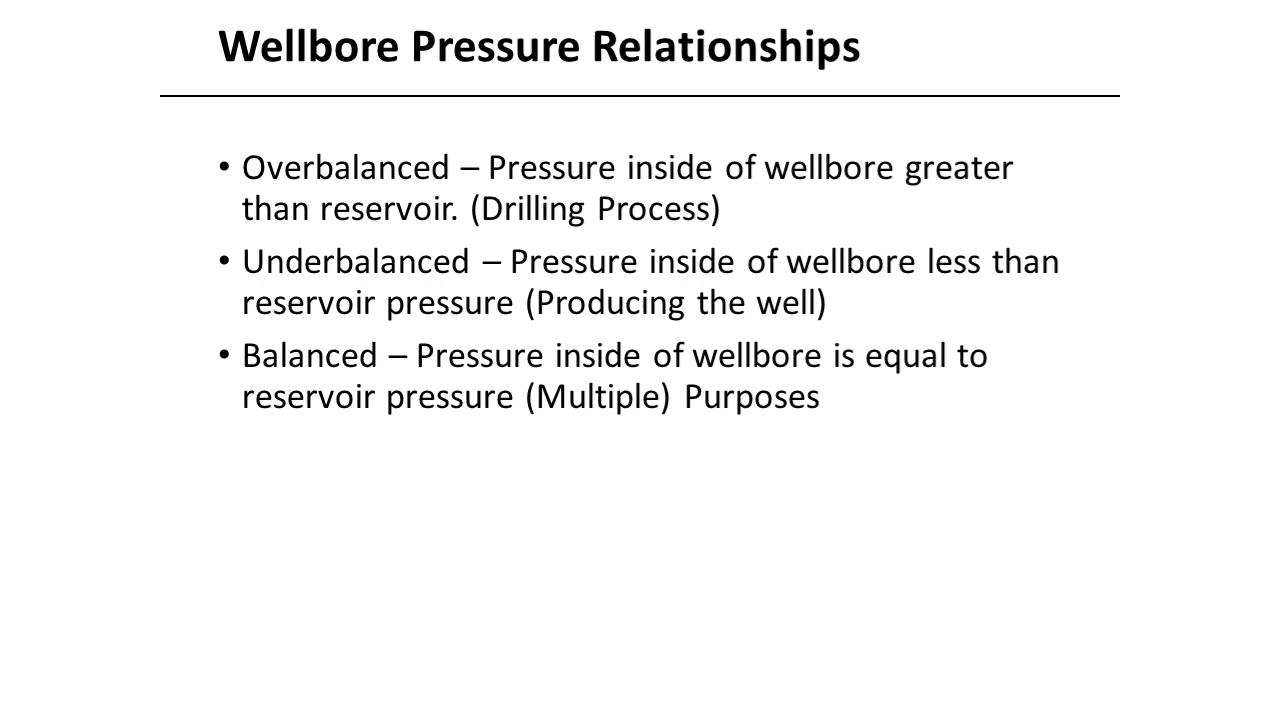 Wellbore Pressure Relationships
• Overbalanced – Pressure inside of wellbore greater
than reservoir. (Drilling Process)
• Underbalanced – Pressure inside of wellbore less than
reservoir pressure (Producing the well)
• Balanced – Pressure inside of wellbore is equal to
reservoir pressure (Multiple) Purposes